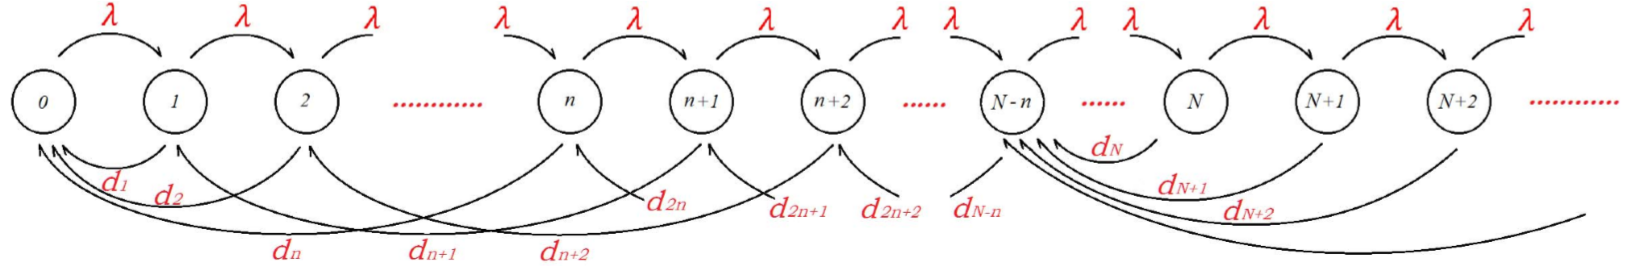 λ λ λ λ λ λ λ λ λ λ λ λ λ
0 1 2 ............ n n+1 n+2 ...... N-n ...... N N+1 N+2 ............
d1 d2 d2n d2n+1 d2n+2 dN-n dN dN+1 dN+2
dn dn+1 dn+2